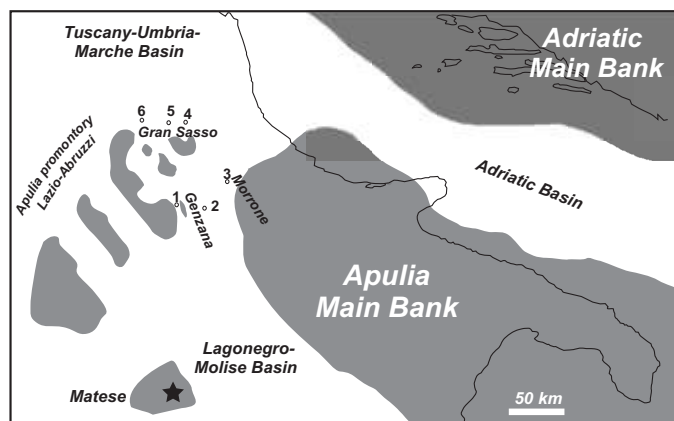 Tuscany-Umbria-
Marche Basin
Adriatic
Main Bank
6
5
4
Gran Sasso
Apulia promontory
Lazio-Abruzzi
Adriatic Basin
3
Morrone
1
Genzana
2
Apulia
Main Bank
Lagonegro-
Molise Basin
Matese
50 km